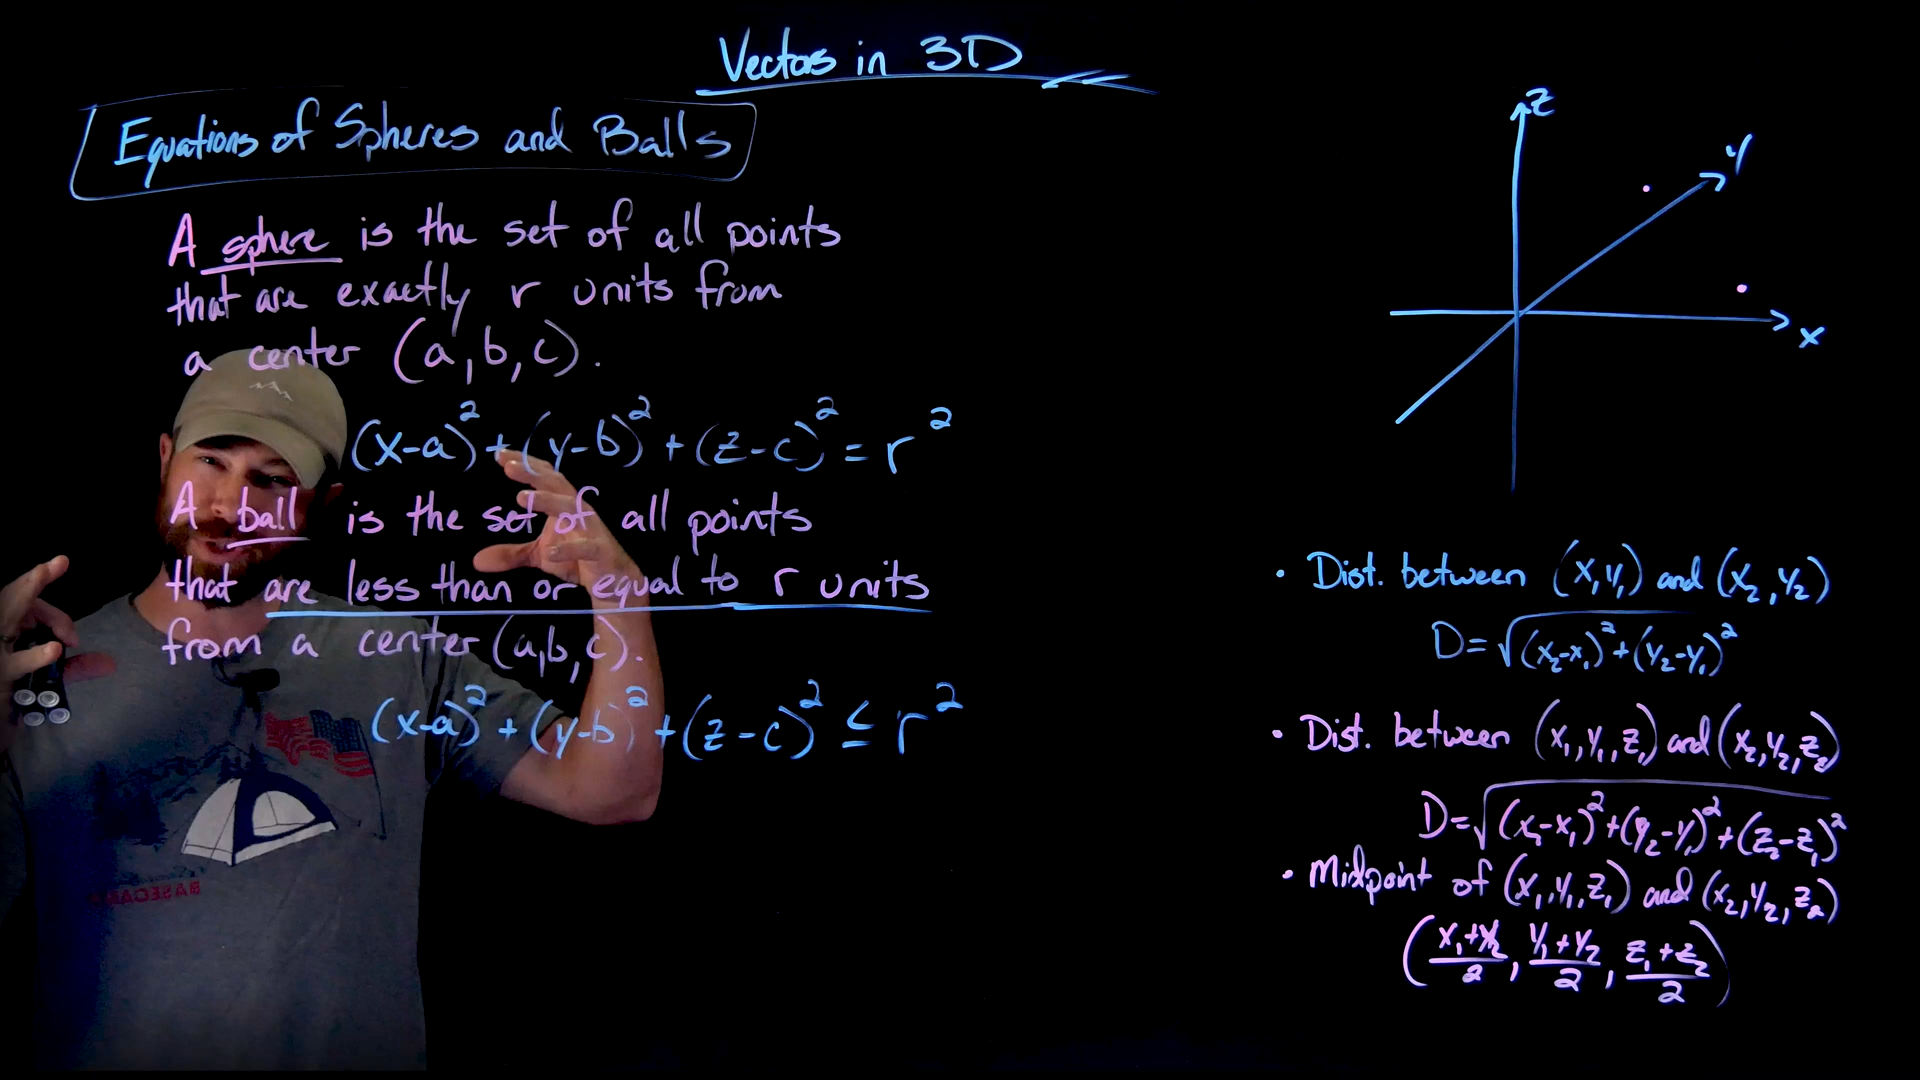 Vectors in 3D
Equations of Spheres and Balls
A sphere is the set of all points
that are exactly r units from
a center (a,b,c).
(x-a)² + (y-b)² + (z-c)² = r²
A ball is the set of all points
that are less than or equal to r units
from a center (a,b,c).
(x-a)² + (y-b)² + (z-c)² ≤ r²
z
y
x
• Dist. between (x,y₁) and (x₂,y₂)
D=√(x₂-x₁)²+(y₂-y₁)²
• Dist. between (x₁,y₁,z₁) and (x₂,y₂,z₂)
D=√(x₂-x₁)²+(y₂-y₁)²+(z₂-z₁)²
• Midpoint of (x₁,y₁,z₁) and (x₂,y₂,z₂)
(x₁+x₂/2, y₁+y₂/2, z₁+z₂/2)